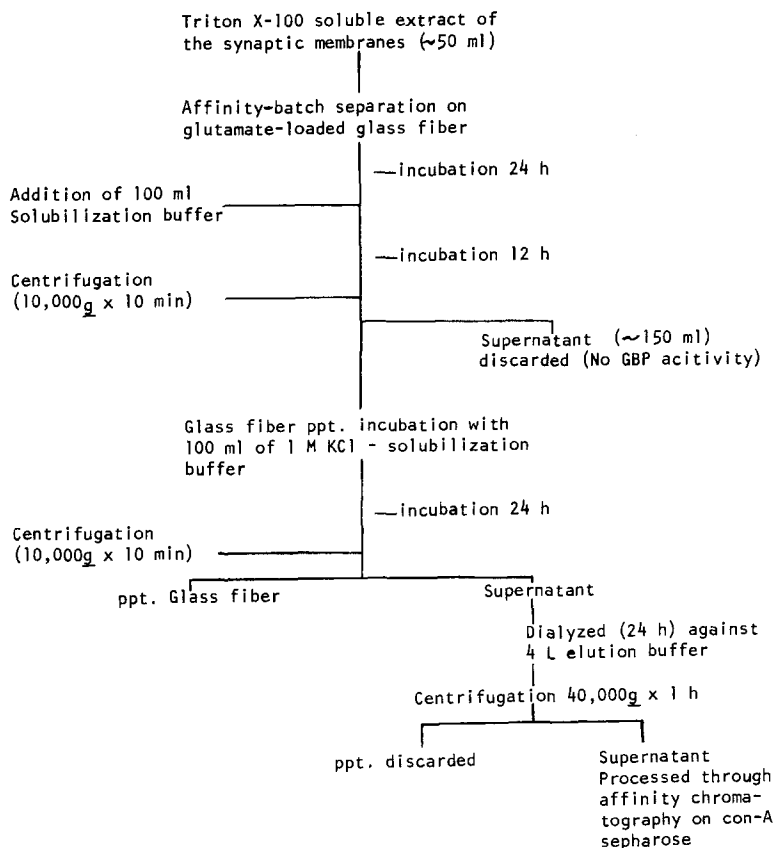 Triton X-100 soluble extract of
the synaptic membranes (~50 ml)
Affinity-batch separation on
glutamate-loaded glass fiber
incubation 24 h
Addition of 100 ml
Solubilization buffer
incubation 12 h
Centrifugation
(10,000g x 10 min)
Supernatant (~150 ml)
discarded (No GBP acitivity)
Glass fiber ppt. incubation with
100 ml of 1 M KCl - solubilization
buffer
incubation 24 h
Centrifugation
(10,000g x 10 min)
ppt. Glass fiber
Supernatant
Dialyzed (24 h) against
4 L elution buffer
Centrifugation 40,000g x 1 h
ppt. discarded
Supernatant
Processed through
affinity chroma-
tography on con-A
sepharose